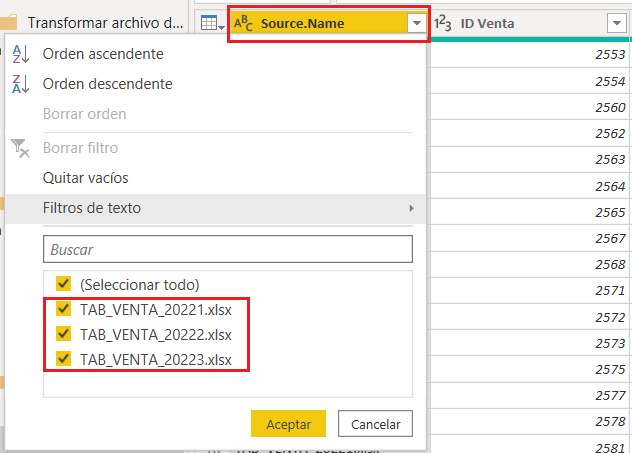 Transformar archivo d...
ABC Source.Name
123 ID Venta
Orden ascendente
Orden descendente
Borrar orden
Borrar filtro
Quitar vacíos
Filtros de texto
Buscar
(Seleccionar todo)
TAB_VENTA_20221.xlsx
TAB_VENTA_20222.xlsx
TAB_VENTA_20223.xlsx
Aceptar
Cancelar
2553
2554
2560
2562
2563
2564
2565
2567
2568
2571
2572
2573
2575
2577
2578
2581